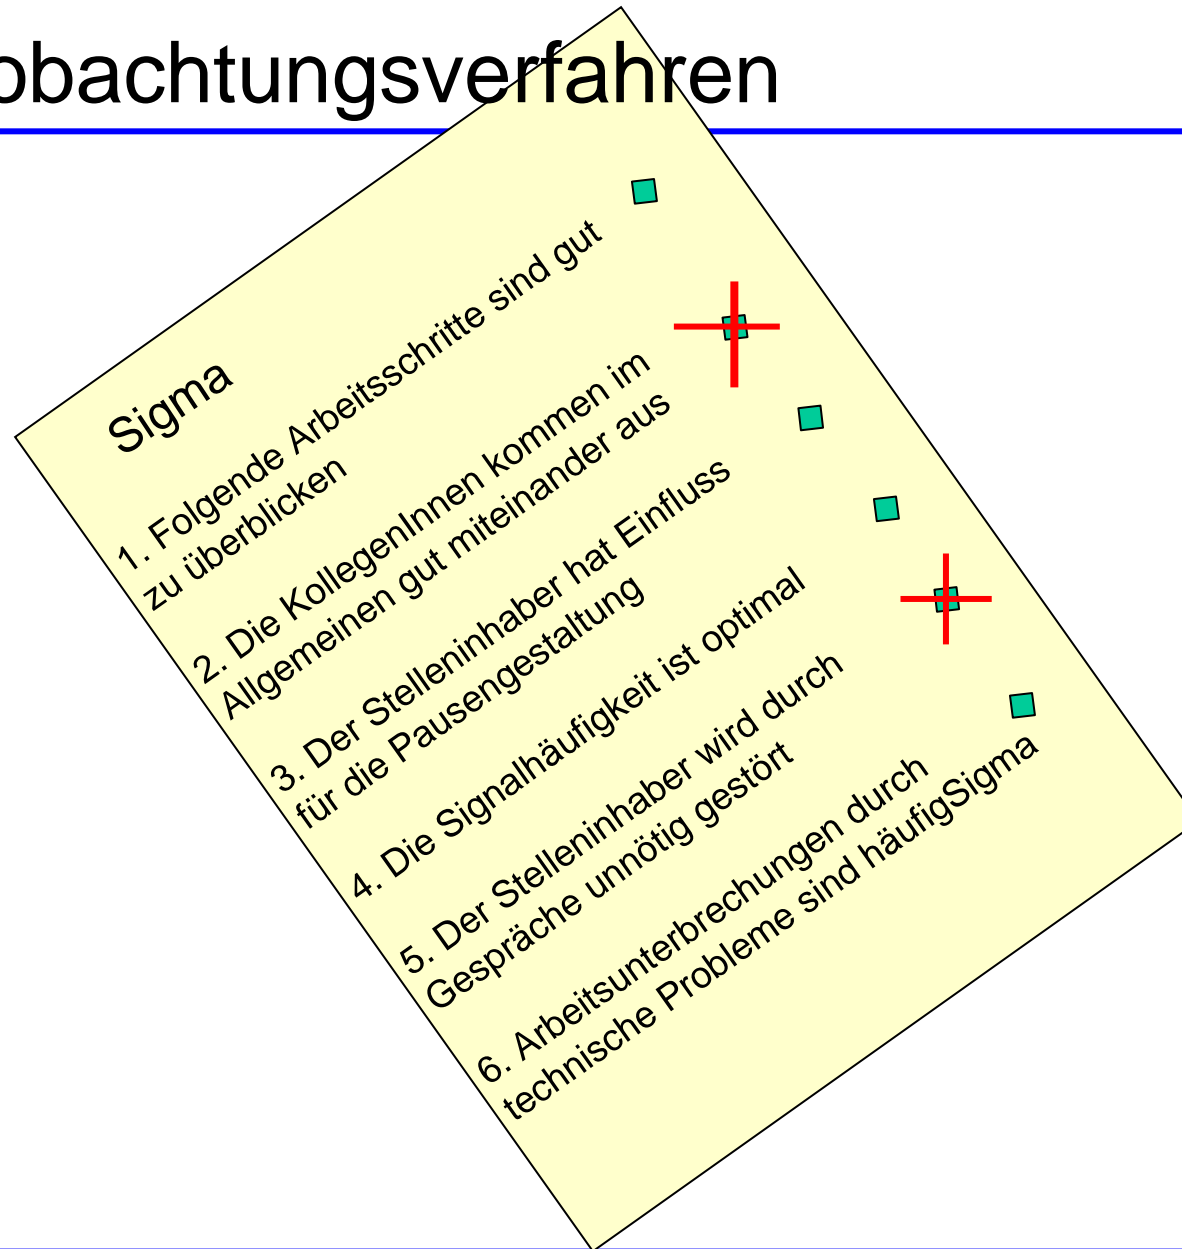 obachtungsverfahren
Sigma
1. Folgende Arbeitsschritte sind gut
zu überblicken
2. Die KollegenInnen kommen im
Allgemeinen gut miteinander aus
3. Der Stelleninhaber hat Einfluss
für die Pausengestaltung
4. Die Signalhäufigkeit ist optimal
5. Der Stelleninhaber wird durch
Gespräche unnötig gestört
6. Arbeitsunterbrechungen durch
technische Probleme sind häufigSigma